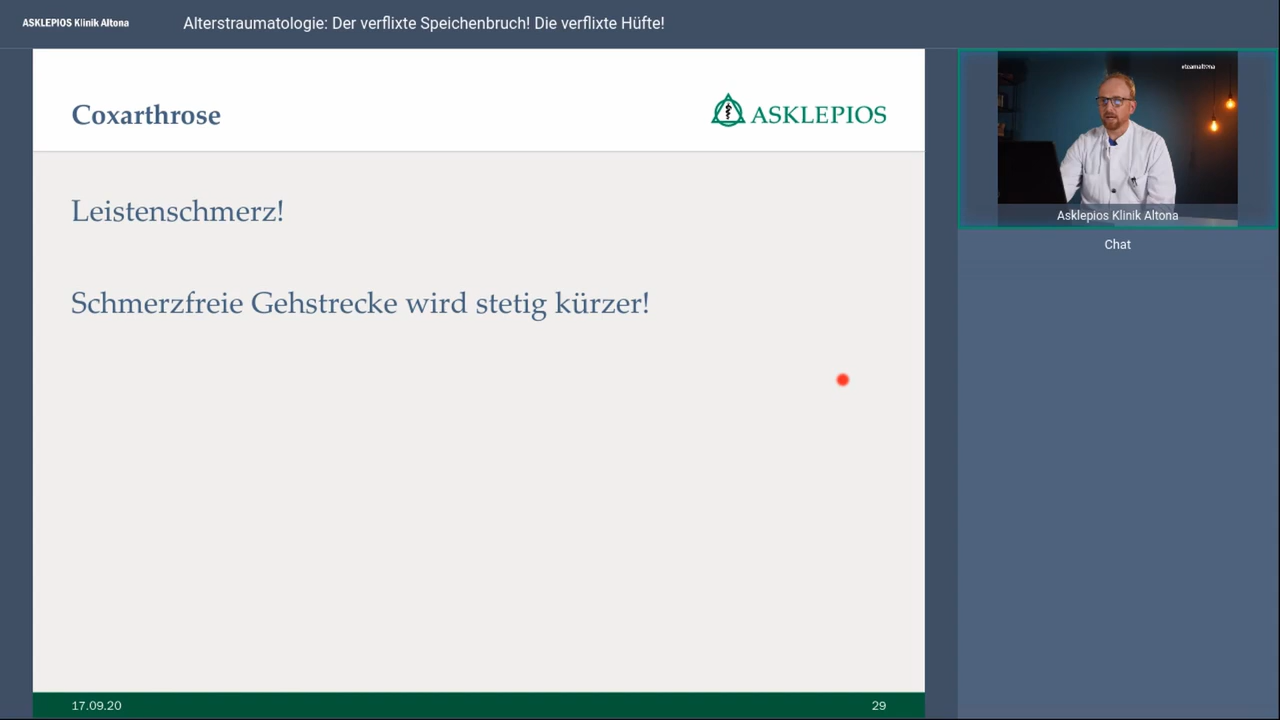 ASKLEPIOS Klinik Altona
Alterstraumatologie: Der verflixte Speichenbruch! Die verflixte Hüfte!
Coxarthrose
ASKLEPIOS
Leistenschmerz!
Schmerzfreie Gehstrecke wird stetig kürzer!
17.09.20
29
#teamaltona
Asklepios Klinik Altona
Chat